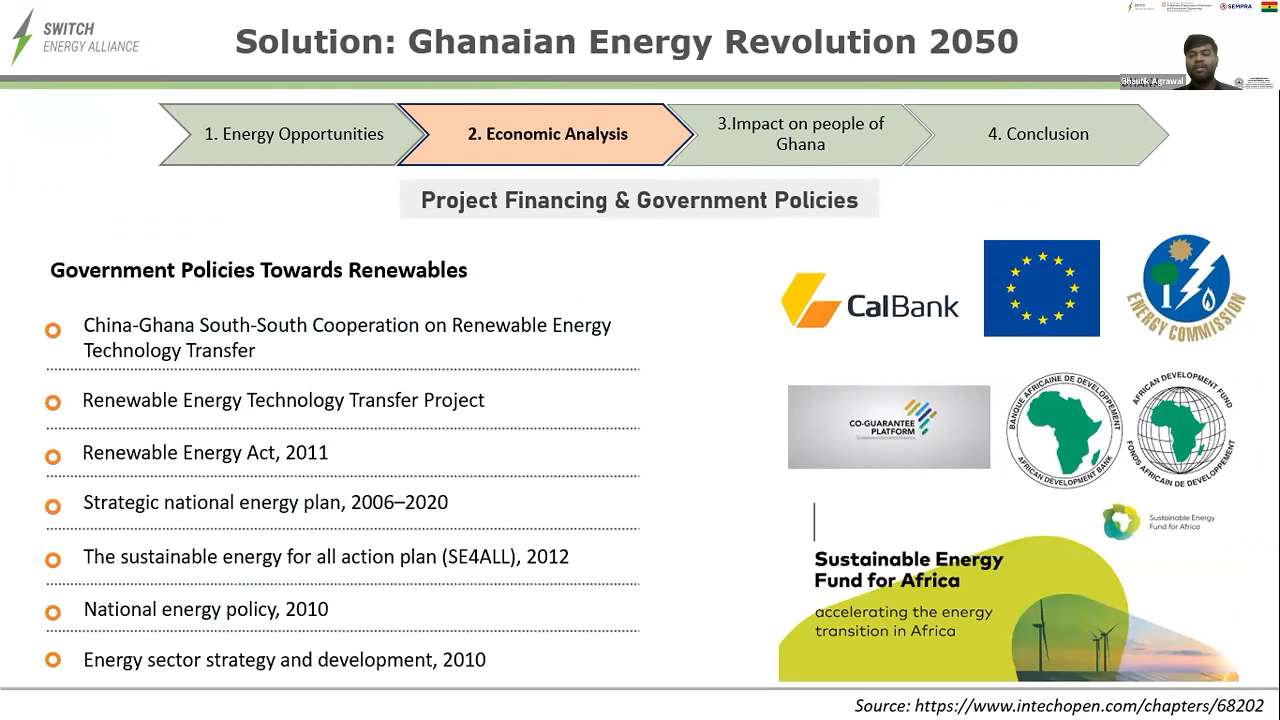 SWITCH
ENERGY ALLIANCE
Solution: Ghanaian Energy Revolution 2050
SEMPRA
Bhautik Agrawal
1. Energy Opportunities
2. Economic Analysis
3.Impact on people of
Ghana
4. Conclusion
Project Financing & Government Policies
Government Policies Towards Renewables
China-Ghana South-South Cooperation on Renewable Energy
Technology Transfer
Renewable Energy Technology Transfer Project
Renewable Energy Act, 2011
Strategic national energy plan, 2006–2020
The sustainable energy for all action plan (SE4ALL), 2012
National energy policy, 2010
Energy sector strategy and development, 2010
CalBank
ENERGY COMMISSION
CO-GUARANTEE
PLATFORM
BANQUE AFRICAINE DE DEVELOPPEMENT
AFRICAN DEVELOPMENT BANK
AFRICAN DEVELOPMENT FUND
FONDS AFRICAIN DE DEVELOPPEMENT
Sustainable Energy
Fund for Africa
Sustainable Energy
Fund for Africa
accelerating the energy
transition in Africa
Source: https://www.intechopen.com/chapters/68202